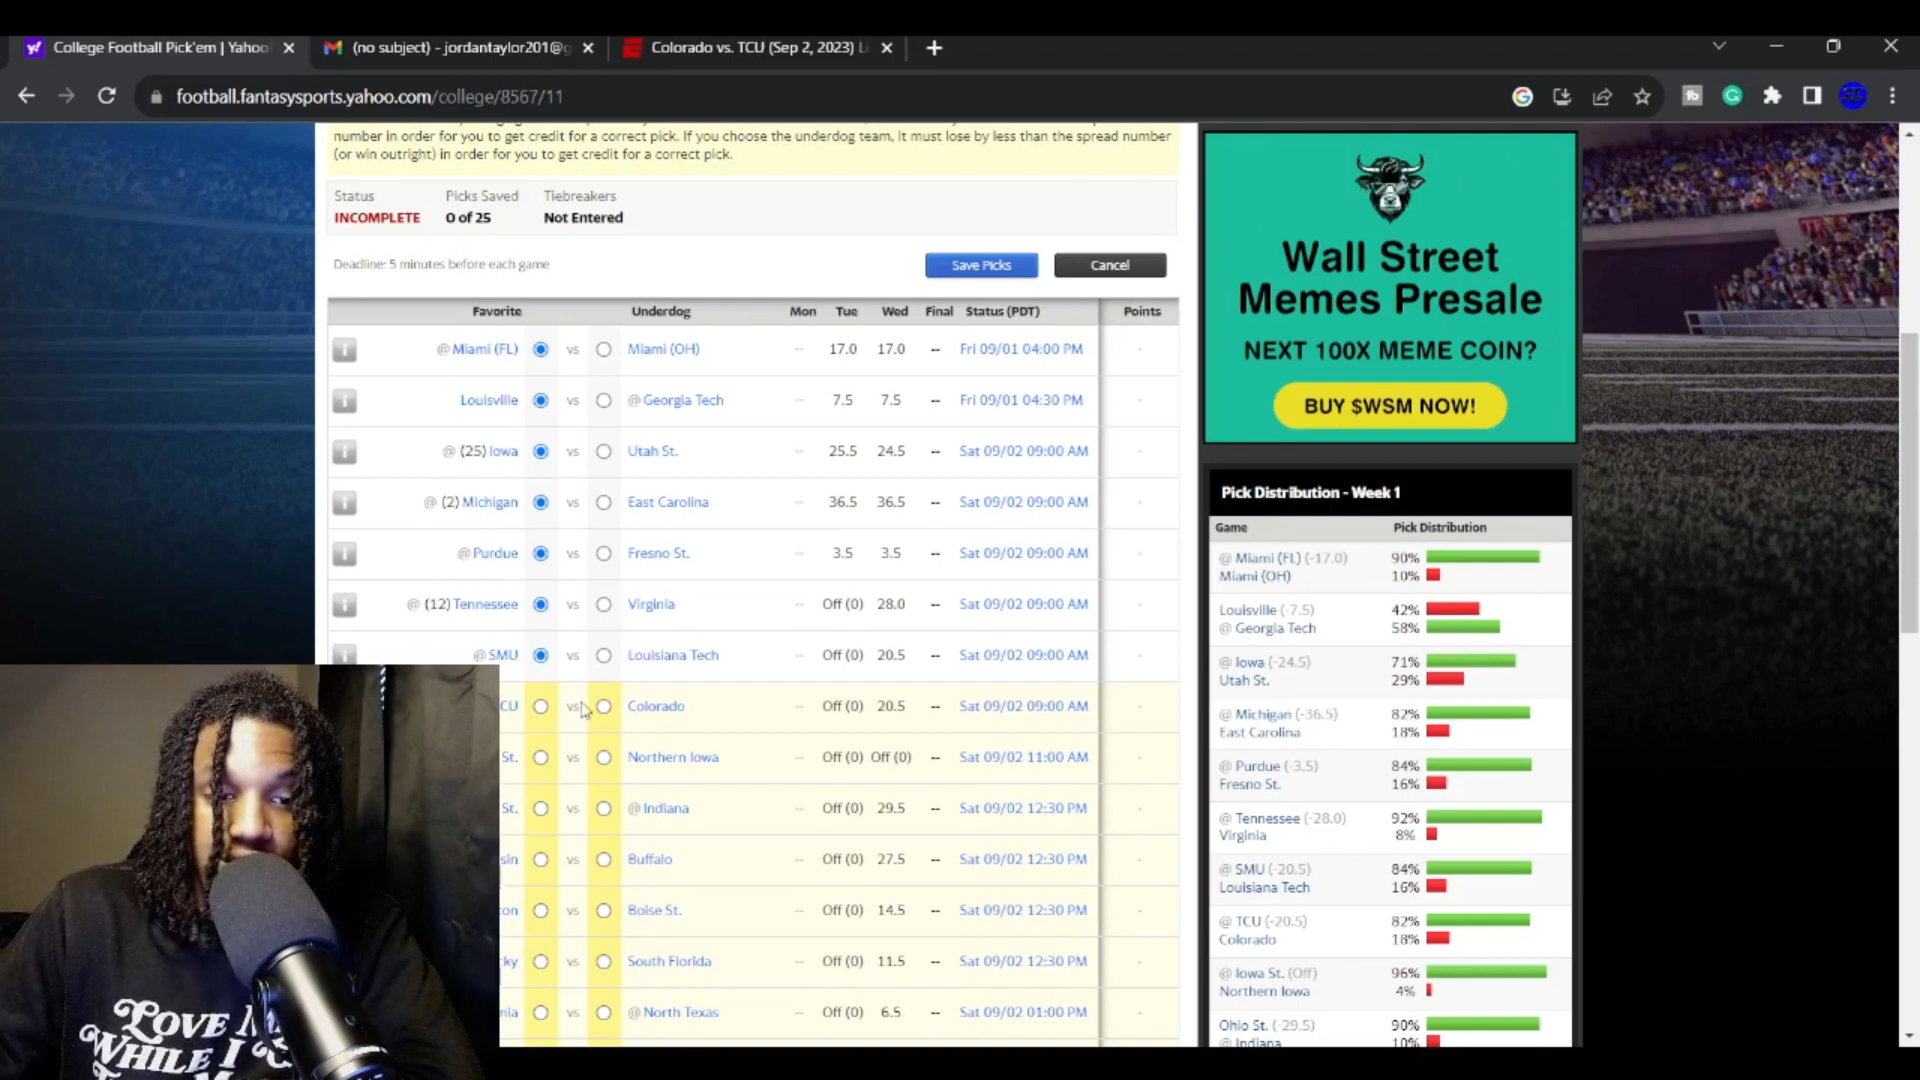 College Football Pick'em | Yahoo
(no subject) - jordantaylor201@g
Colorado vs. TCU (Sep 2, 2023) Li
football.fantasysports.yahoo.com/college/8567/11
number in order for you to get credit for a correct pick. If you choose the underdog team, it must lose by less than the spread number
(or win outright) in order for you to get credit for a correct pick.
Status Picks Saved Tiebreakers
INCOMPLETE 0 of 25 Not Entered
Deadline: 5 minutes before each game
Save Picks Cancel
Favorite Underdog Mon Tue Wed Final Status (PDT) Points
@ Miami (FL) vs Miami (OH) -- 17.0 17.0 -- Fri 09/01 04:00 PM -
Louisville vs @ Georgia Tech -- 7.5 7.5 -- Fri 09/01 04:30 PM -
@ (25) Iowa vs Utah St. -- 25.5 24.5 -- Sat 09/02 09:00 AM -
@ (2) Michigan vs East Carolina -- 36.5 36.5 -- Sat 09/02 09:00 AM -
@ Purdue vs Fresno St. -- 3.5 3.5 -- Sat 09/02 09:00 AM -
@ (12) Tennessee vs Virginia -- Off (0) 28.0 -- Sat 09/02 09:00 AM -
@ SMU vs Louisiana Tech -- Off (0) 20.5 -- Sat 09/02 09:00 AM -
CU vs Colorado -- Off (0) 20.5 -- Sat 09/02 09:00 AM -
St. vs Northern Iowa -- Off (0) Off (0) -- Sat 09/02 11:00 AM -
St. vs @ Indiana -- Off (0) 29.5 -- Sat 09/02 12:30 PM -
sin vs Buffalo -- Off (0) 27.5 -- Sat 09/02 12:30 PM -
ton vs Boise St. -- Off (0) 14.5 -- Sat 09/02 12:30 PM -
ky vs South Florida -- Off (0) 11.5 -- Sat 09/02 12:30 PM -
nia vs @ North Texas -- Off (0) 6.5 -- Sat 09/02 01:00 PM -
Wall Street
Memes Presale
NEXT 100X MEME COIN?
BUY $WSM NOW!
Pick Distribution - Week 1
Game Pick Distribution
@ Miami (FL) (-17.0) 90%
Miami (OH) 10%
Louisville (-7.5) 42%
@ Georgia Tech 58%
@ Iowa (-24.5) 71%
Utah St. 29%
@ Michigan (-36.5) 82%
East Carolina 18%
@ Purdue (-3.5) 84%
Fresno St. 16%
@ Tennessee (-28.0) 92%
Virginia 8%
@ SMU (-20.5) 84%
Louisiana Tech 16%
@ TCU (-20.5) 82%
Colorado 18%
@ Iowa St. (Off) 96%
Northern Iowa 4%
Ohio St. (-29.5) 90%
@ Indiana 10%
LOVE M
WHILE I